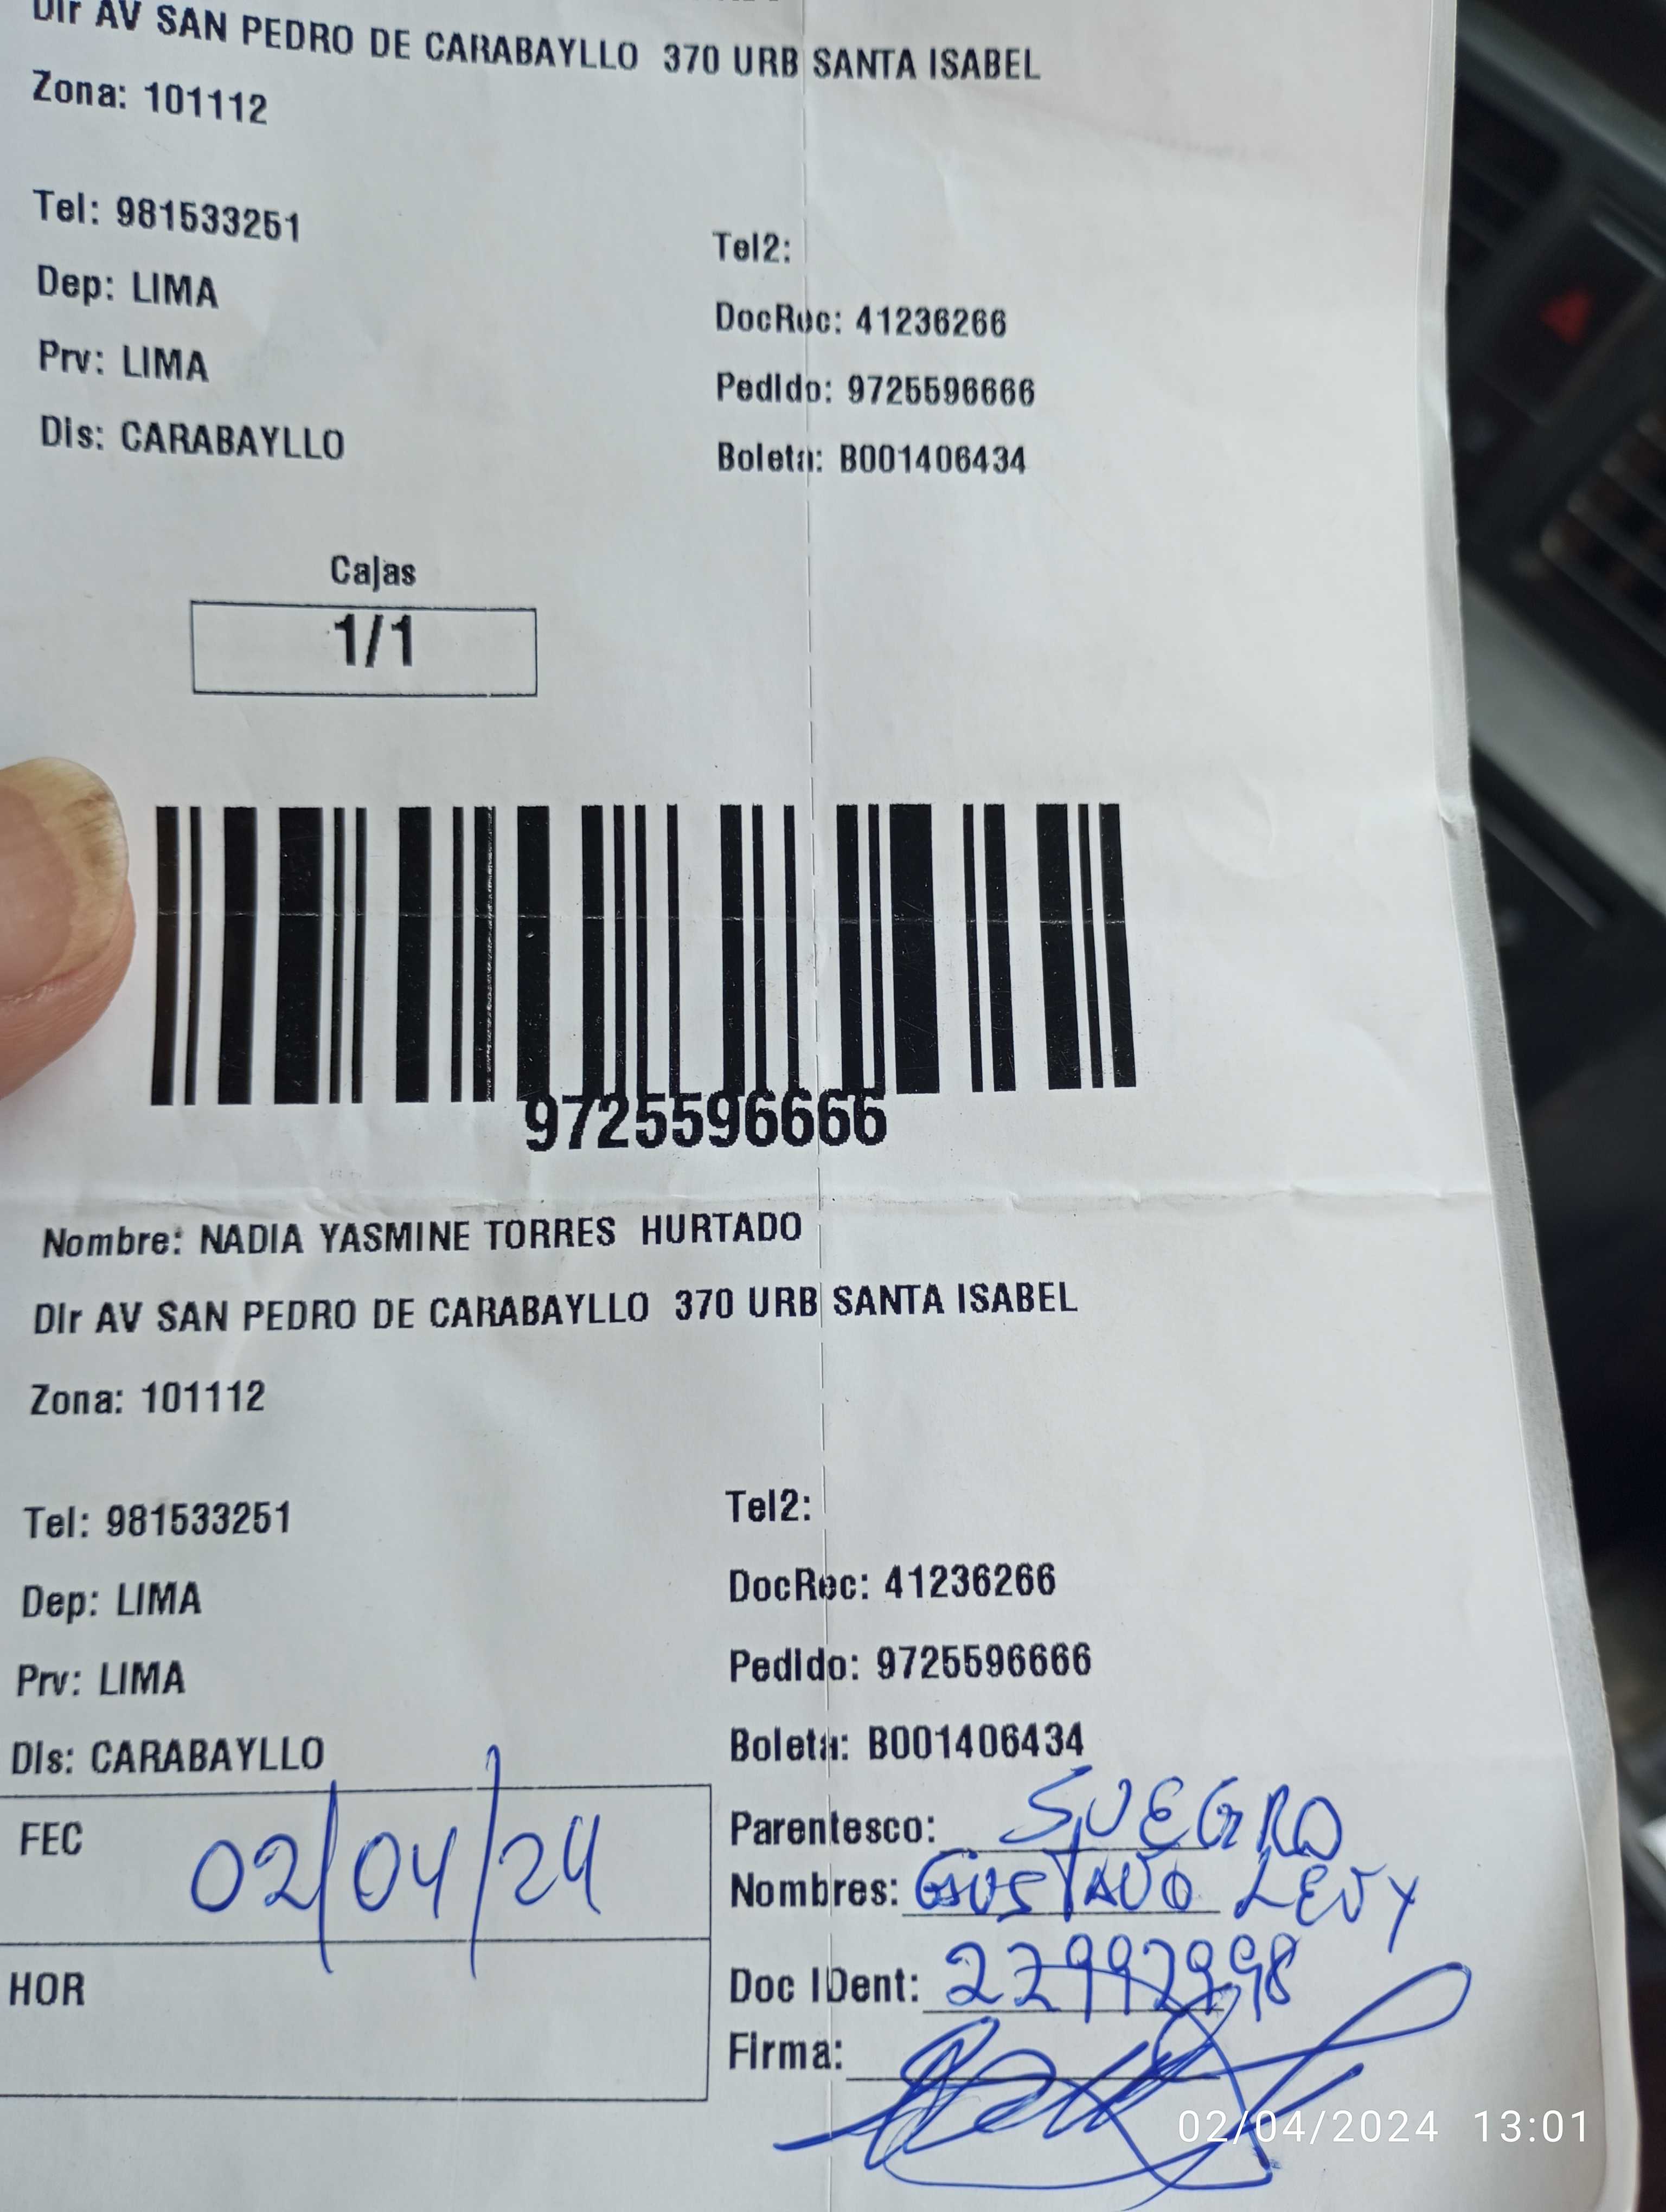 Dir AV SAN PEDRO DE CARABAYLLO 370 URB SANTA ISABEL
Zona: 101112
Tel: 981533251
Tel2:
Dep: LIMA
DocRec: 41236266
Prv: LIMA
Pedido: 9725596666
Dis: CARABAYLLO
Boleta: B001406434
Cajas
1/1
9725596666
Nombre: NADIA YASMINE TORRES HURTADO
Dir AV SAN PEDRO DE CARABAYLLO 370 URB SANTA ISABEL
Zona: 101112
Tel: 981533251
Tel2:
Dep: LIMA
DocRec: 41236266
Prv: LIMA
Pedido: 9725596666
Dis: CARABAYLLO
Boleta: B001406434
FEC 02/04/24
Parentesco: SUEGRO
Nombres: GUSTAVO LEVY
HOR
Doc IDent:
Firma:
02/04/2024 13:01